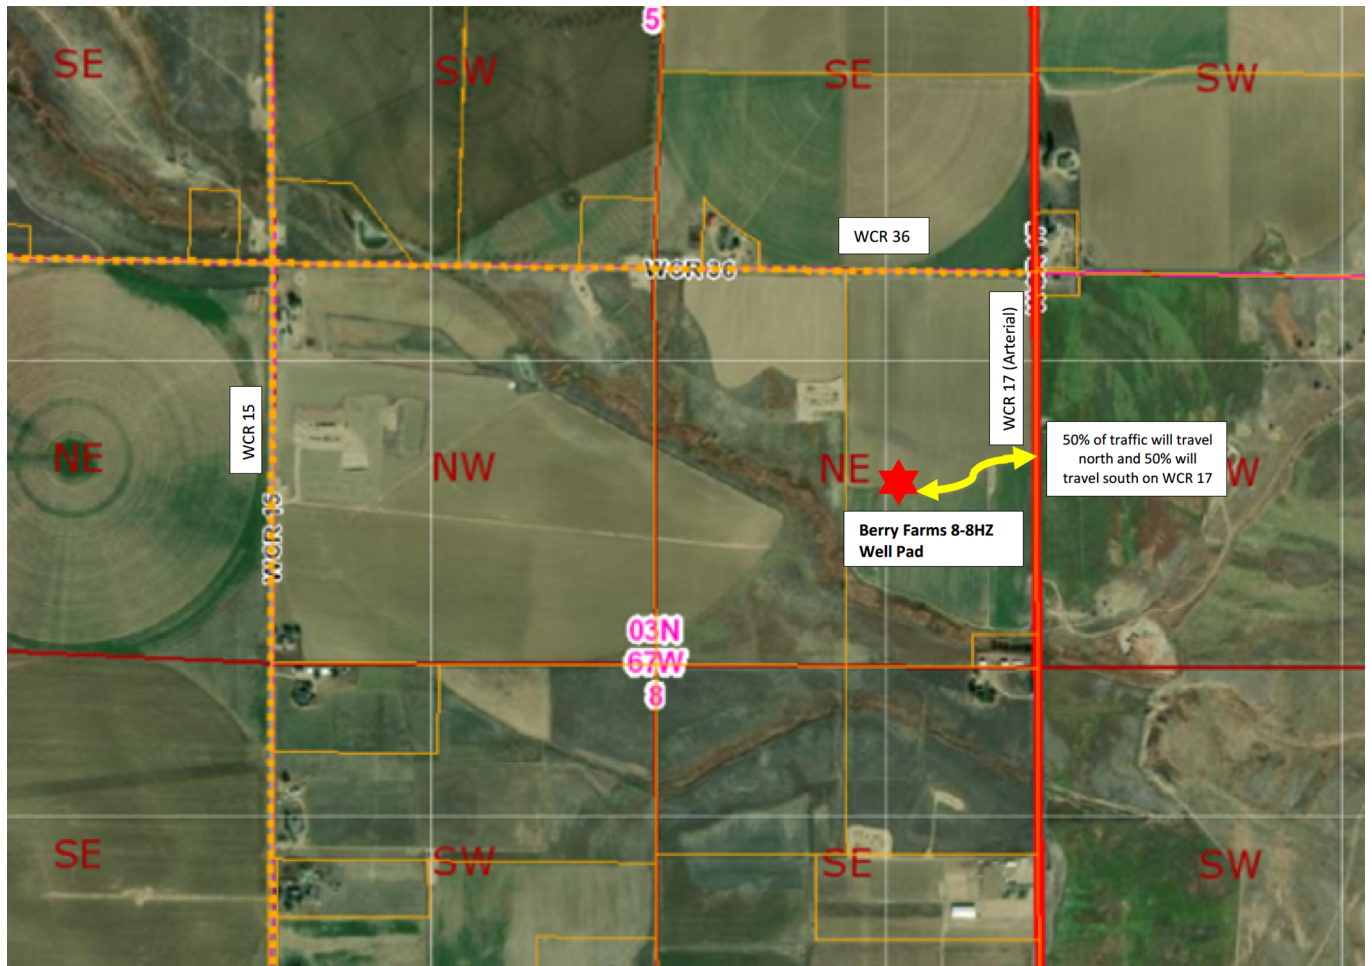 5
SE
SW
SE
SW
WCR 36
WCR 36
WCR 17 (Arterial)
WCR 15
50% of traffic will travel
north and 50% will
travel south on WCR 17
NE
NW
NE
W
Berry Farms 8-8HZ
Well Pad
WCR 15
03N
67W
8
SE
SW
SE
SW